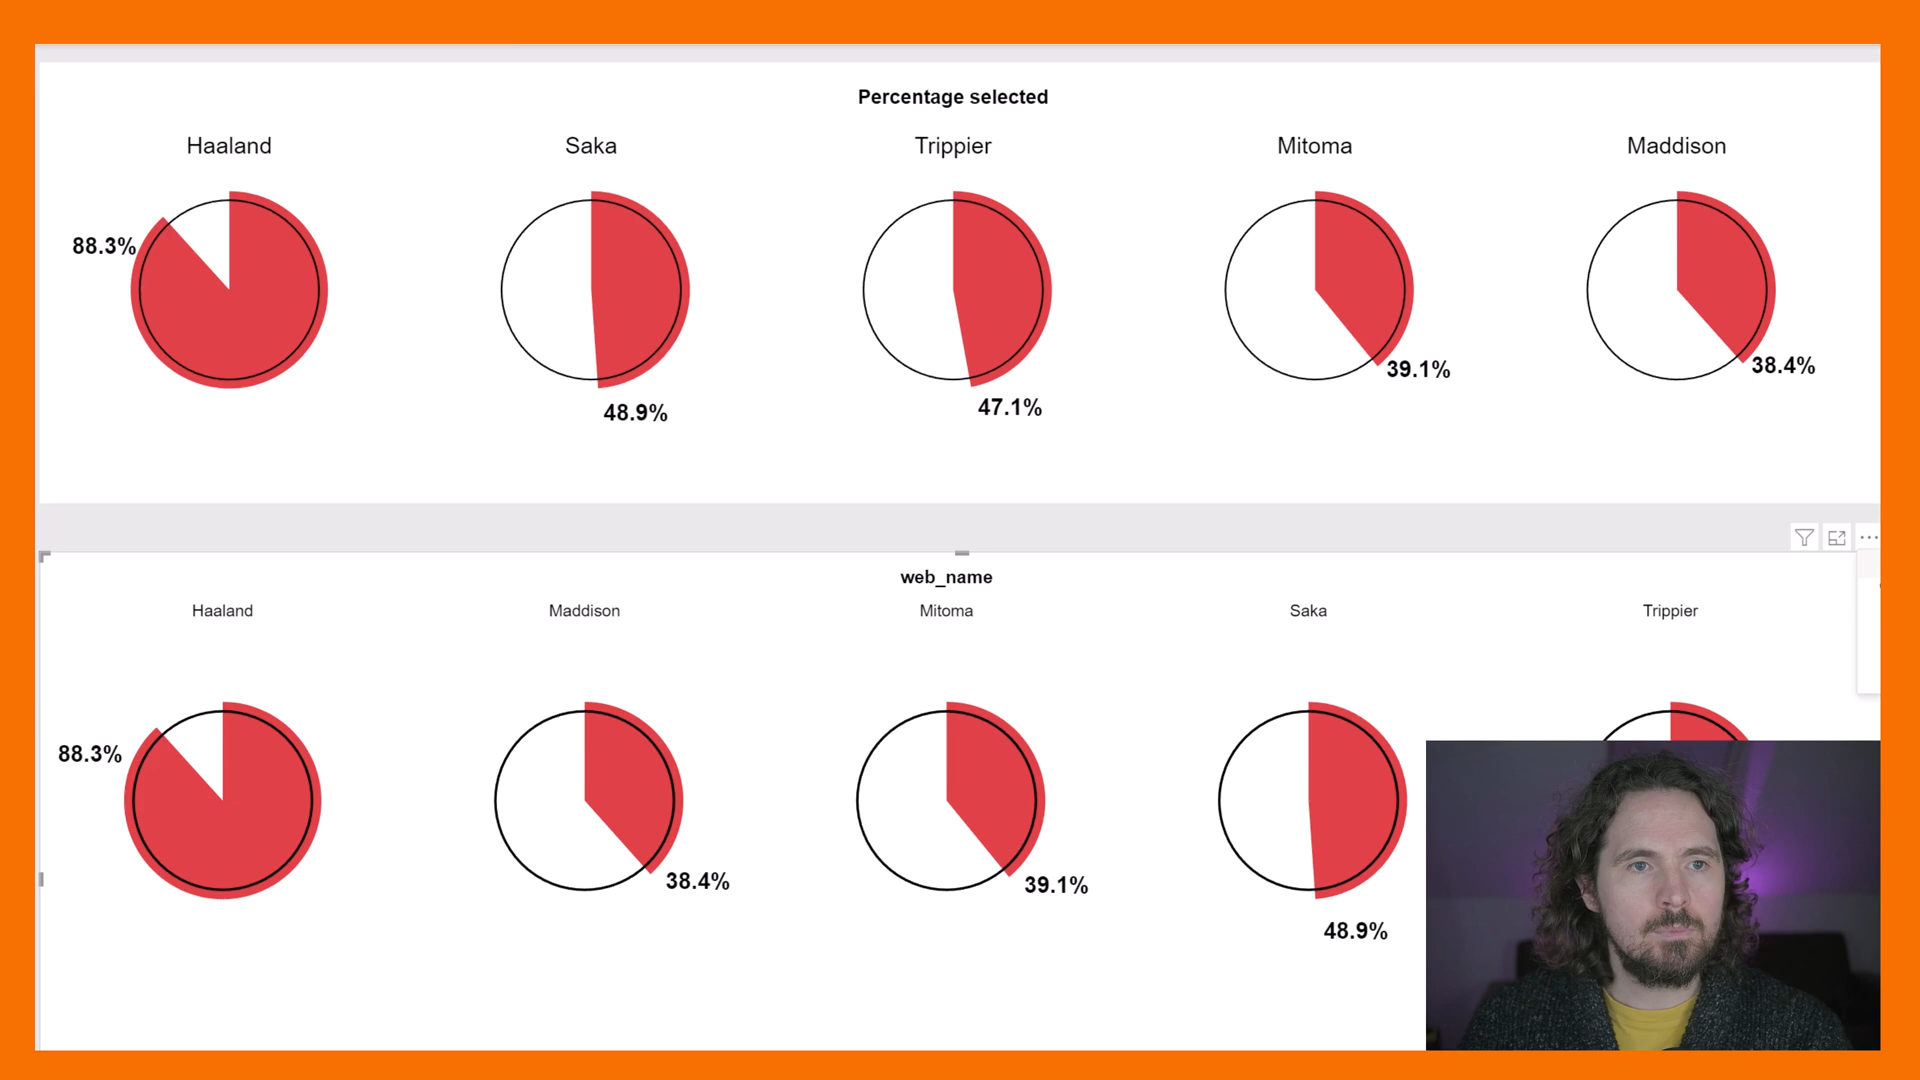 Percentage selected
Haaland Saka Trippier Mitoma Maddison
88.3%
39.1% 38.4%
48.9% 47.1%
web_name
Haaland Maddison Mitoma Saka Trippier
88.3%
38.4% 39.1%
48.9%